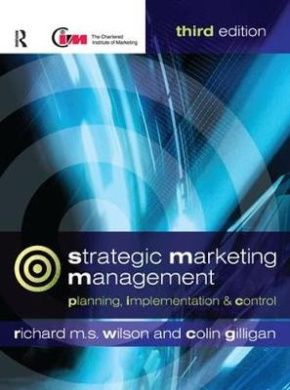 R
CIM
The Chartered
Institute of Marketing
third edition
strategic marketing
management
planning, implementation & control
richard m.s. wilson and colin gilligan